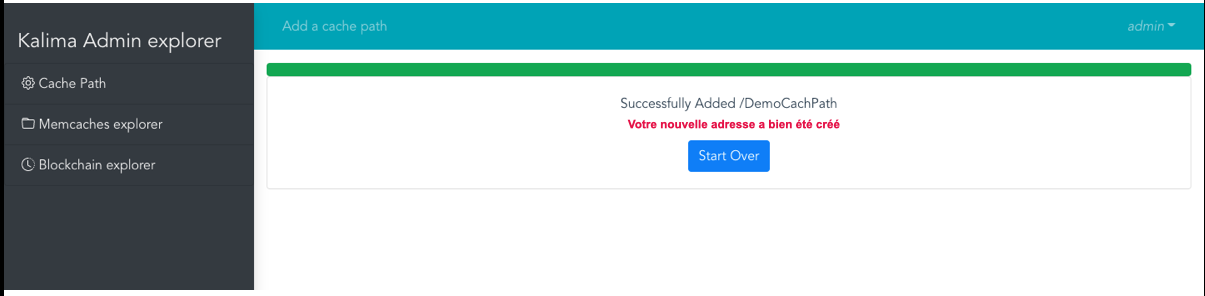 Kalima Admin explorer
Cache Path
Memcaches explorer
Blockchain explorer
Add a cache path
admin
Successfully Added /DemoCachPath
Votre nouvelle adresse a bien été créé
Start Over